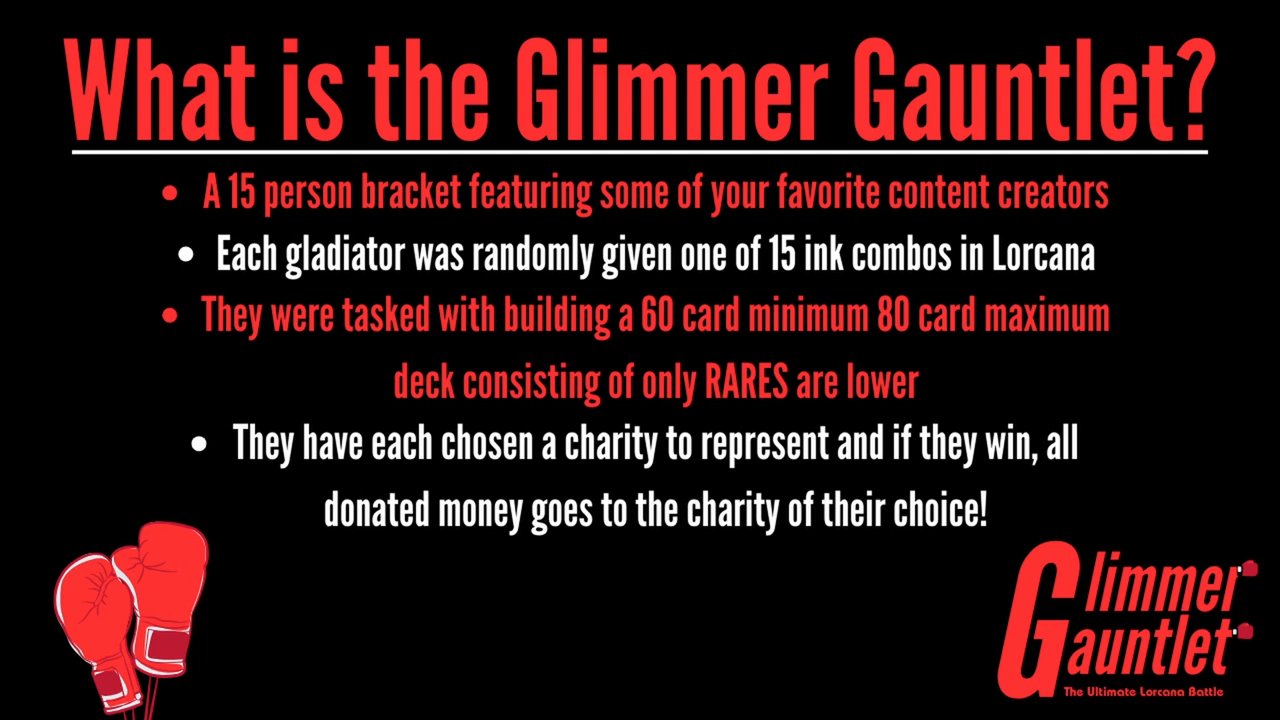 What is the Glimmer Gauntlet?
• A 15 person bracket featuring some of your favorite content creators
• Each gladiator was randomly given one of 15 ink combos in Lorcana
• They were tasked with building a 60 card minimum 80 card maximum
deck consisting of only RARES are lower
• They have each chosen a charity to represent and if they win, all
donated money goes to the charity of their choice!
Glimmer
Gauntlet
The Ultimate Lorcana Battle